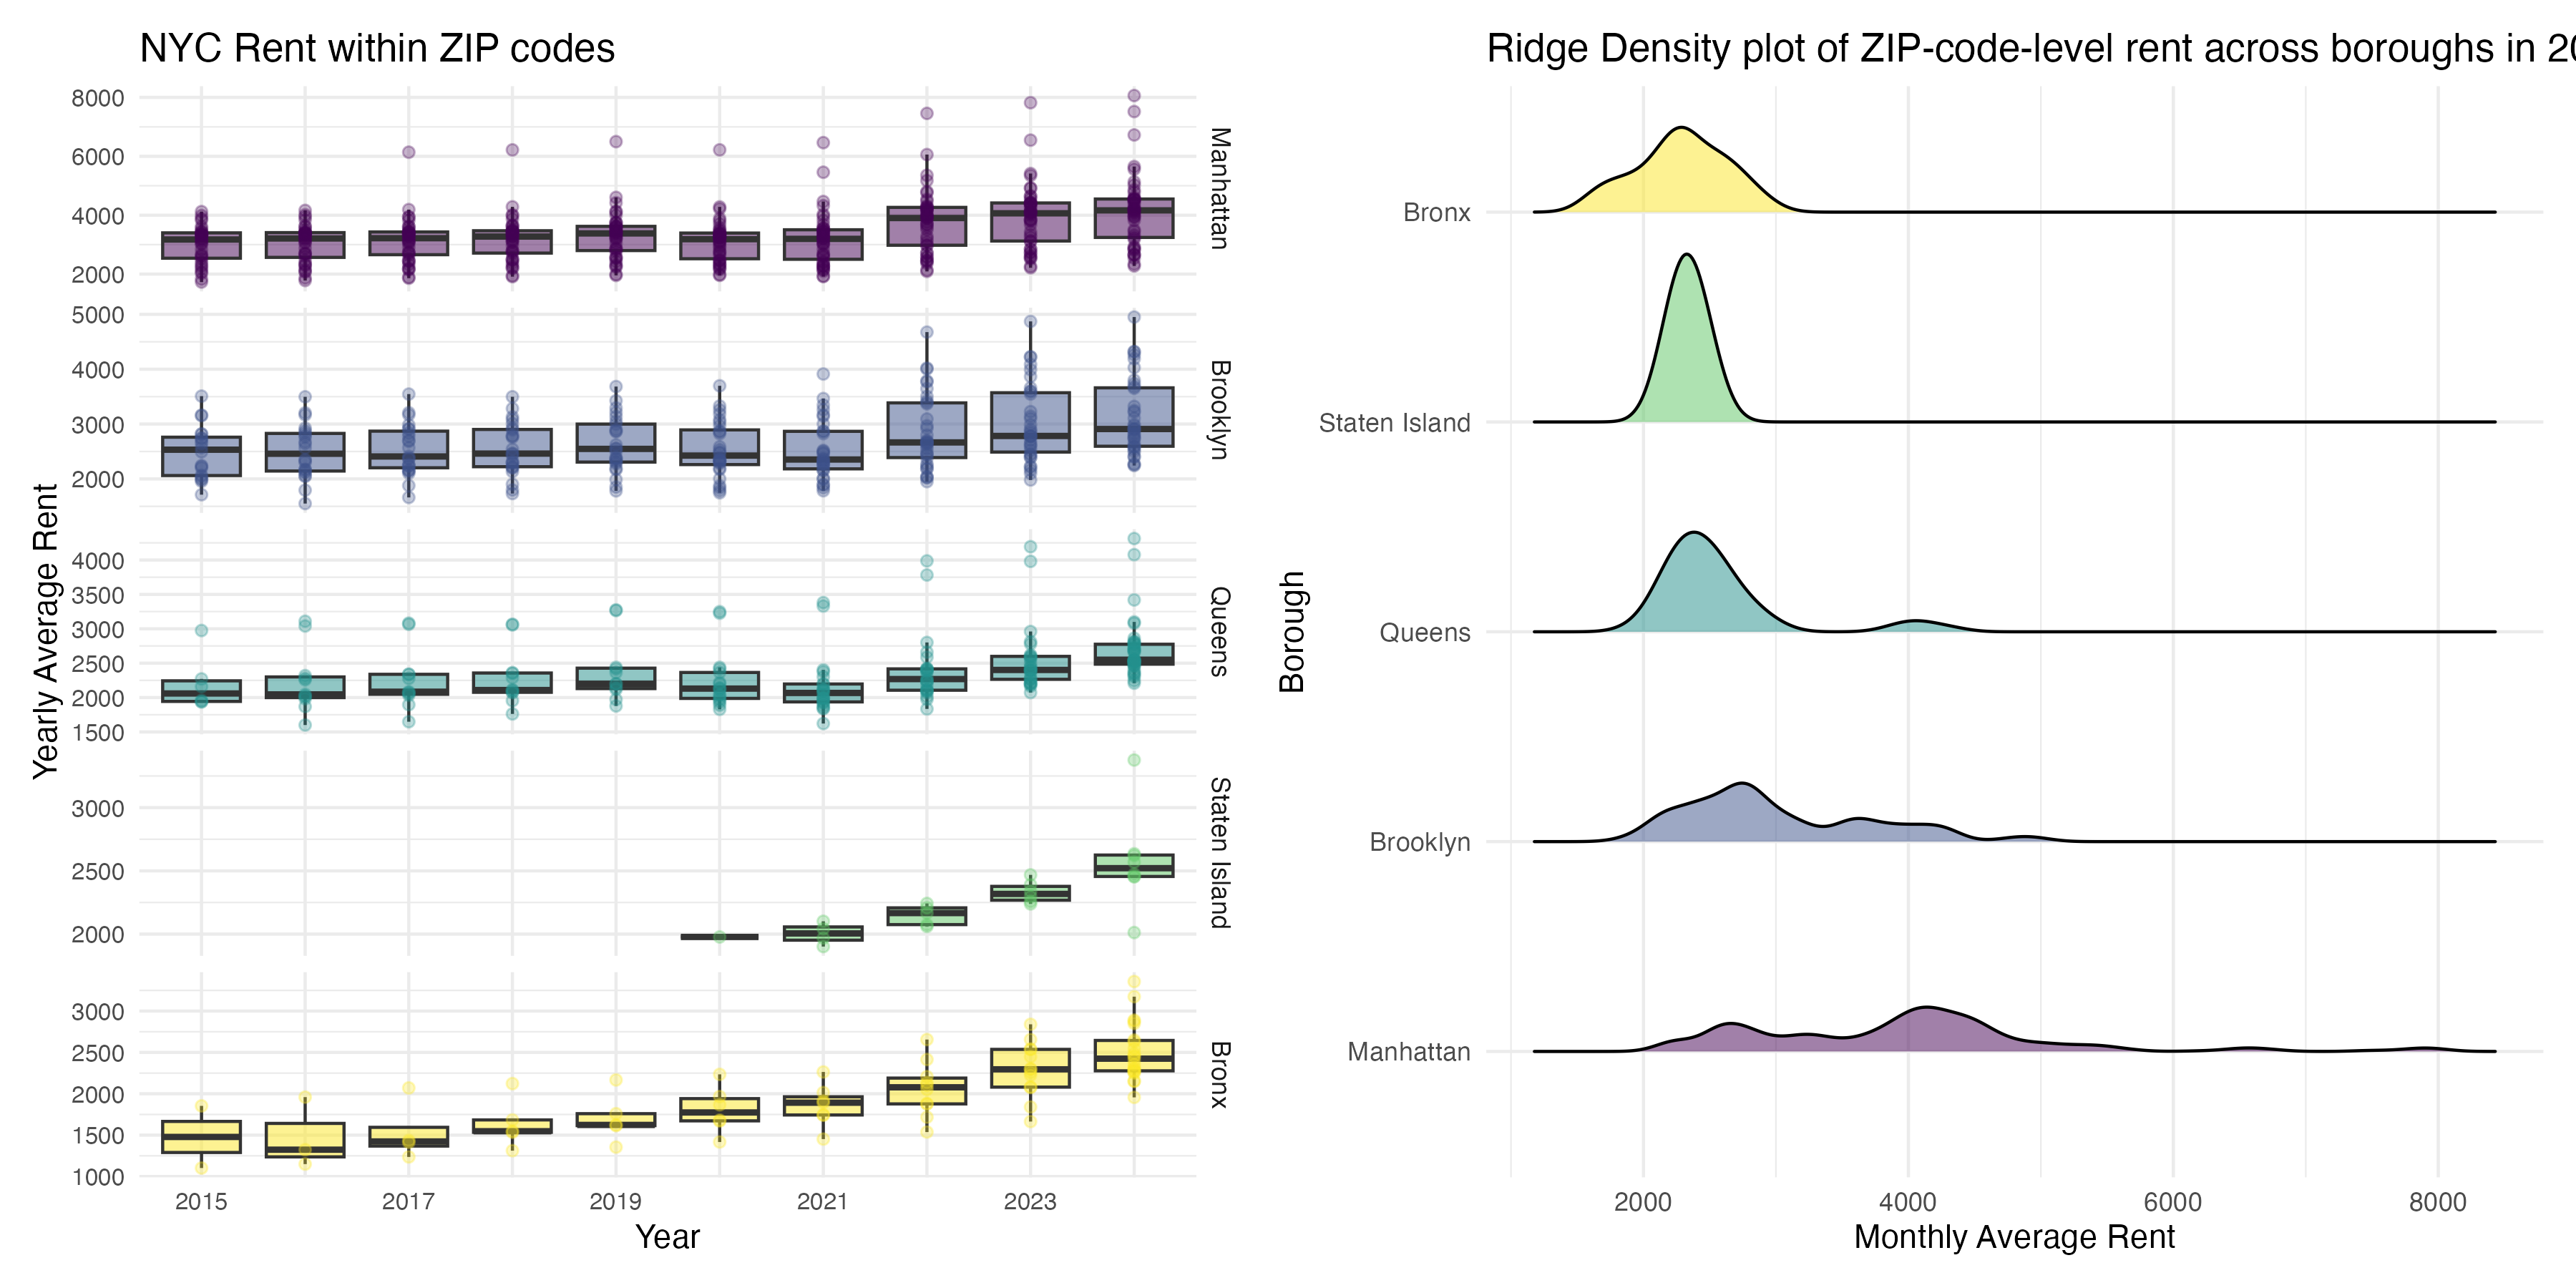 NYC Rent within ZIP codes
Yearly Average Rent
8000
6000
4000
2000
Manhattan
5000
4000
3000
2000
Brooklyn
4000
3500
3000
2500
2000
1500
Queens
3000
2500
2000
Staten Island
3000
2500
2000
1500
1000
Bronx
2015 2017 2019 2021 2023
Year
Ridge Density plot of ZIP-code-level rent across boroughs in 20
Borough
Bronx
Staten Island
Queens
Brooklyn
Manhattan
2000 4000 6000 8000
Monthly Average Rent